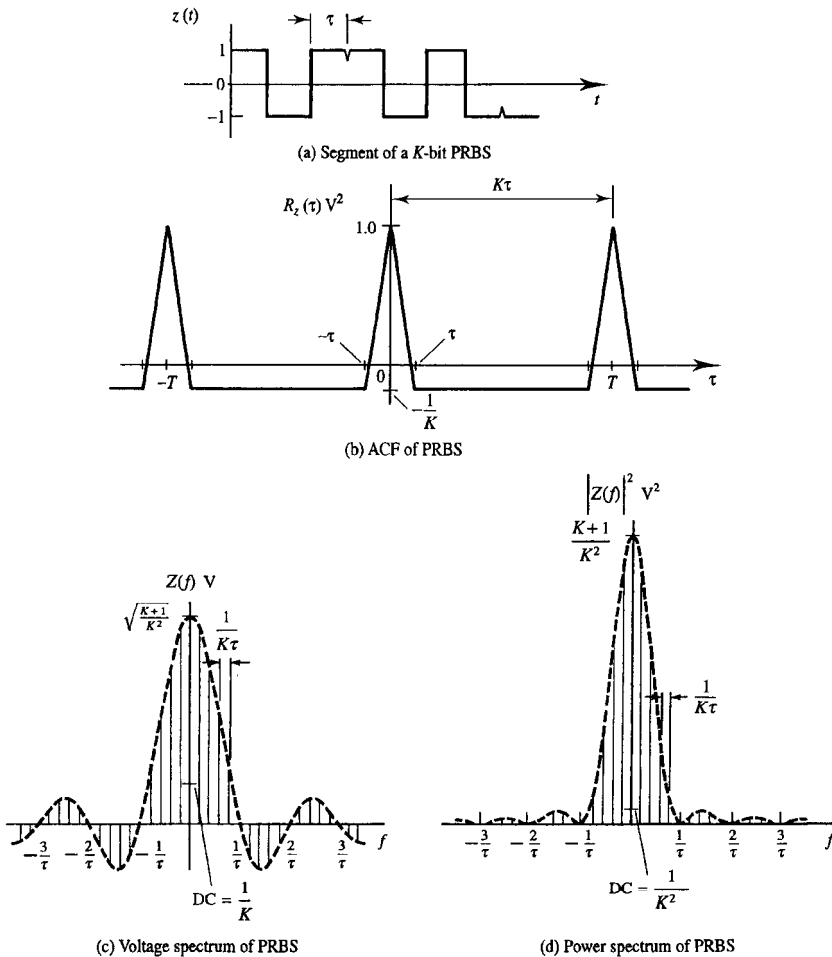 z(t)
τ
1
0
−1
t
(a) Segment of a K-bit PRBS
Kτ
R_z(τ) V²
1.0
−τ
τ
−T
0
T
τ
−1/K
(b) ACF of PRBS
|Z(f)|² V²
(K+1)/K²
1/(Kτ)
−3/τ −2/τ −1/τ 1/τ 2/τ 3/τ f
DC = 1/K²
(d) Power spectrum of PRBS
Z(f) V
√((K+1)/K²)
1/(Kτ)
−3/τ −2/τ −1/τ 1/τ 2/τ 3/τ f
DC = 1/K
(c) Voltage spectrum of PRBS